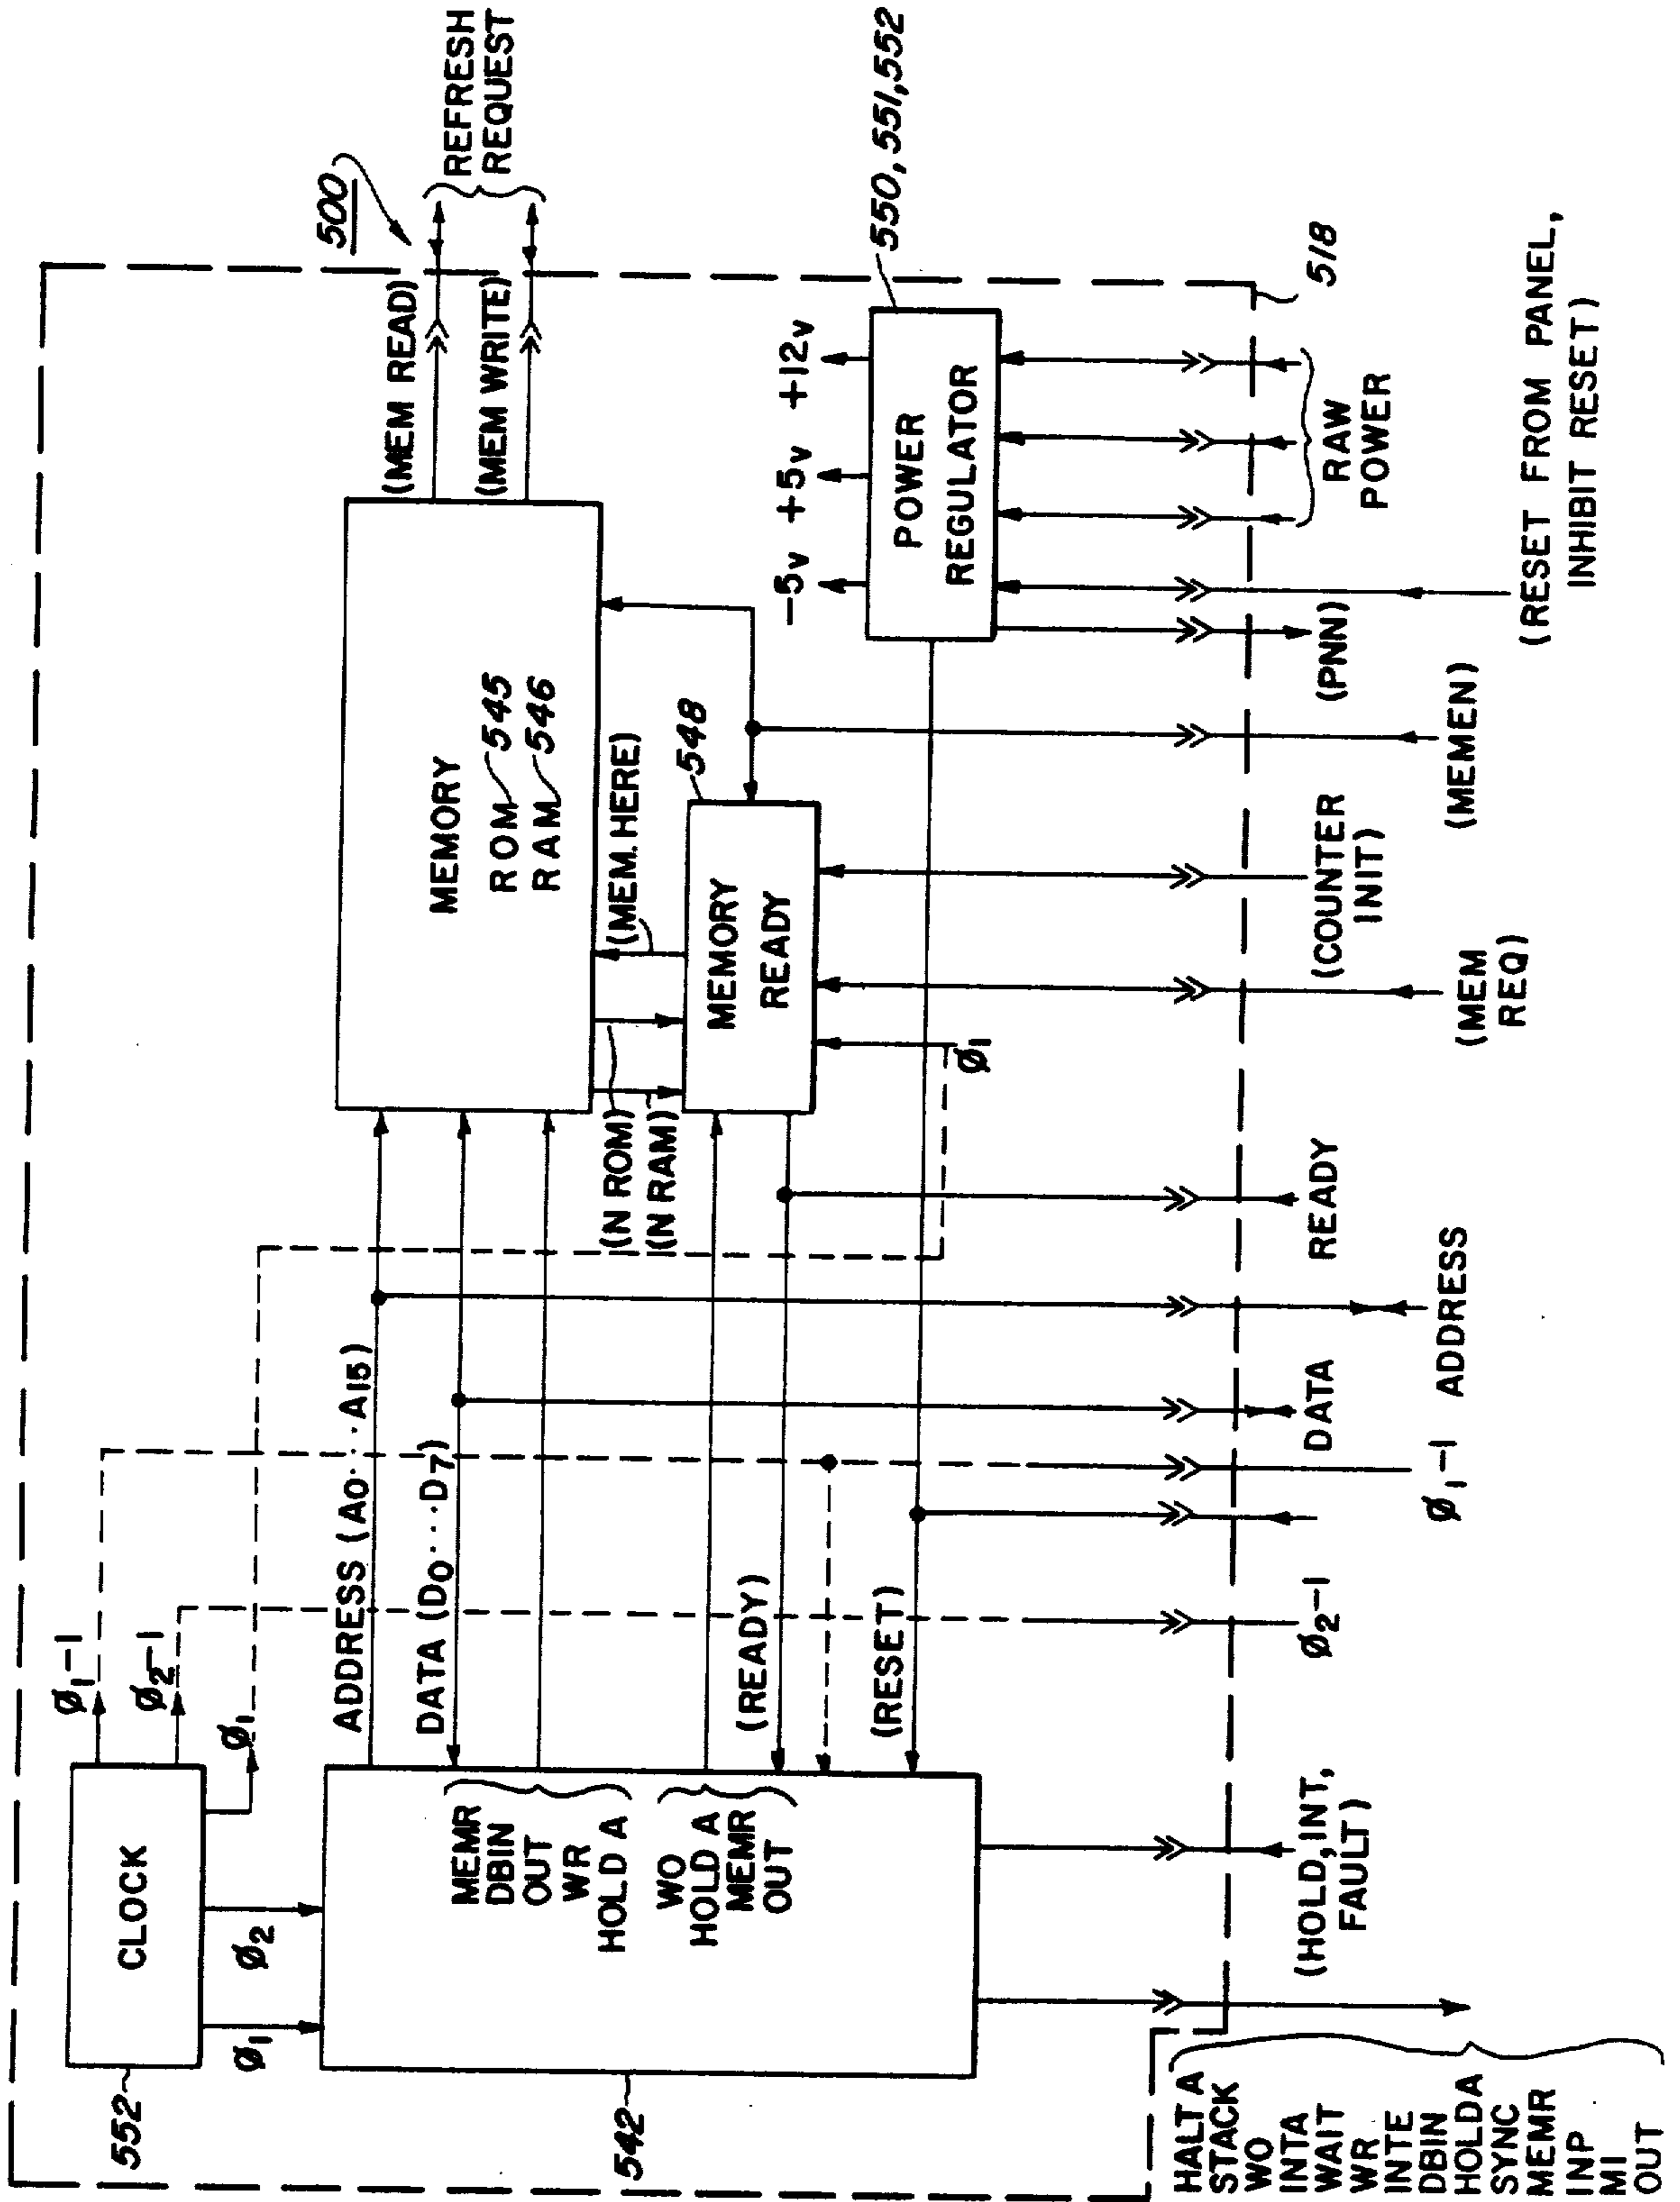 500
REFRESH
REQUEST
(MEM READ)
(MEM WRITE)
552
CLOCK
Ø1
Ø2
Ø1-1
Ø2-1
Ø1
542
MEMR
DBIN
OUT
WR
HOLD A
WO
HOLD A
MEMR
OUT
ADDRESS (A0...A15)
DATA (D0...D7)
(READY)
(RESET)
MEMORY
ROM 545
RAM 546
(N ROM)
(N RAM)
(MEM. HERE)
548
MEMORY
READY
Ø1
-5v +5v +12v
POWER
REGULATOR
550, 551, 552
518
HALT A
STACK
WO
INTA
WAIT
WR
INTE
DBIN
HOLDA
SYNC
MEMR
INP
MI
OUT
(HOLD, INT,
FAULT)
Ø2-1
Ø1-1
DATA
ADDRESS
READY
(MEM
REQ)
(COUNTER
INIT)
(MEMEN)
(PNN)
RAW
POWER
(RESET FROM PANEL,
INHIBIT RESET)